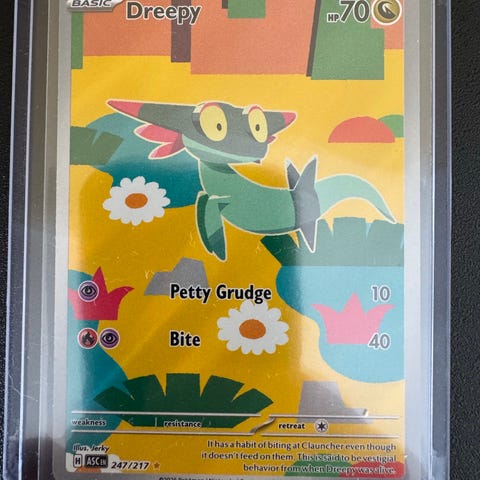 BASIC
Dreepy
HP 70
Petty Grudge 10
Bite 40
weakness resistance retreat
Illus. Jerky
It has a habit of biting at Clauncher even though
it doesn't feed on them. This is said to be vestigial
behavior from when Dreepy was alive.
H ASC EN 247/217